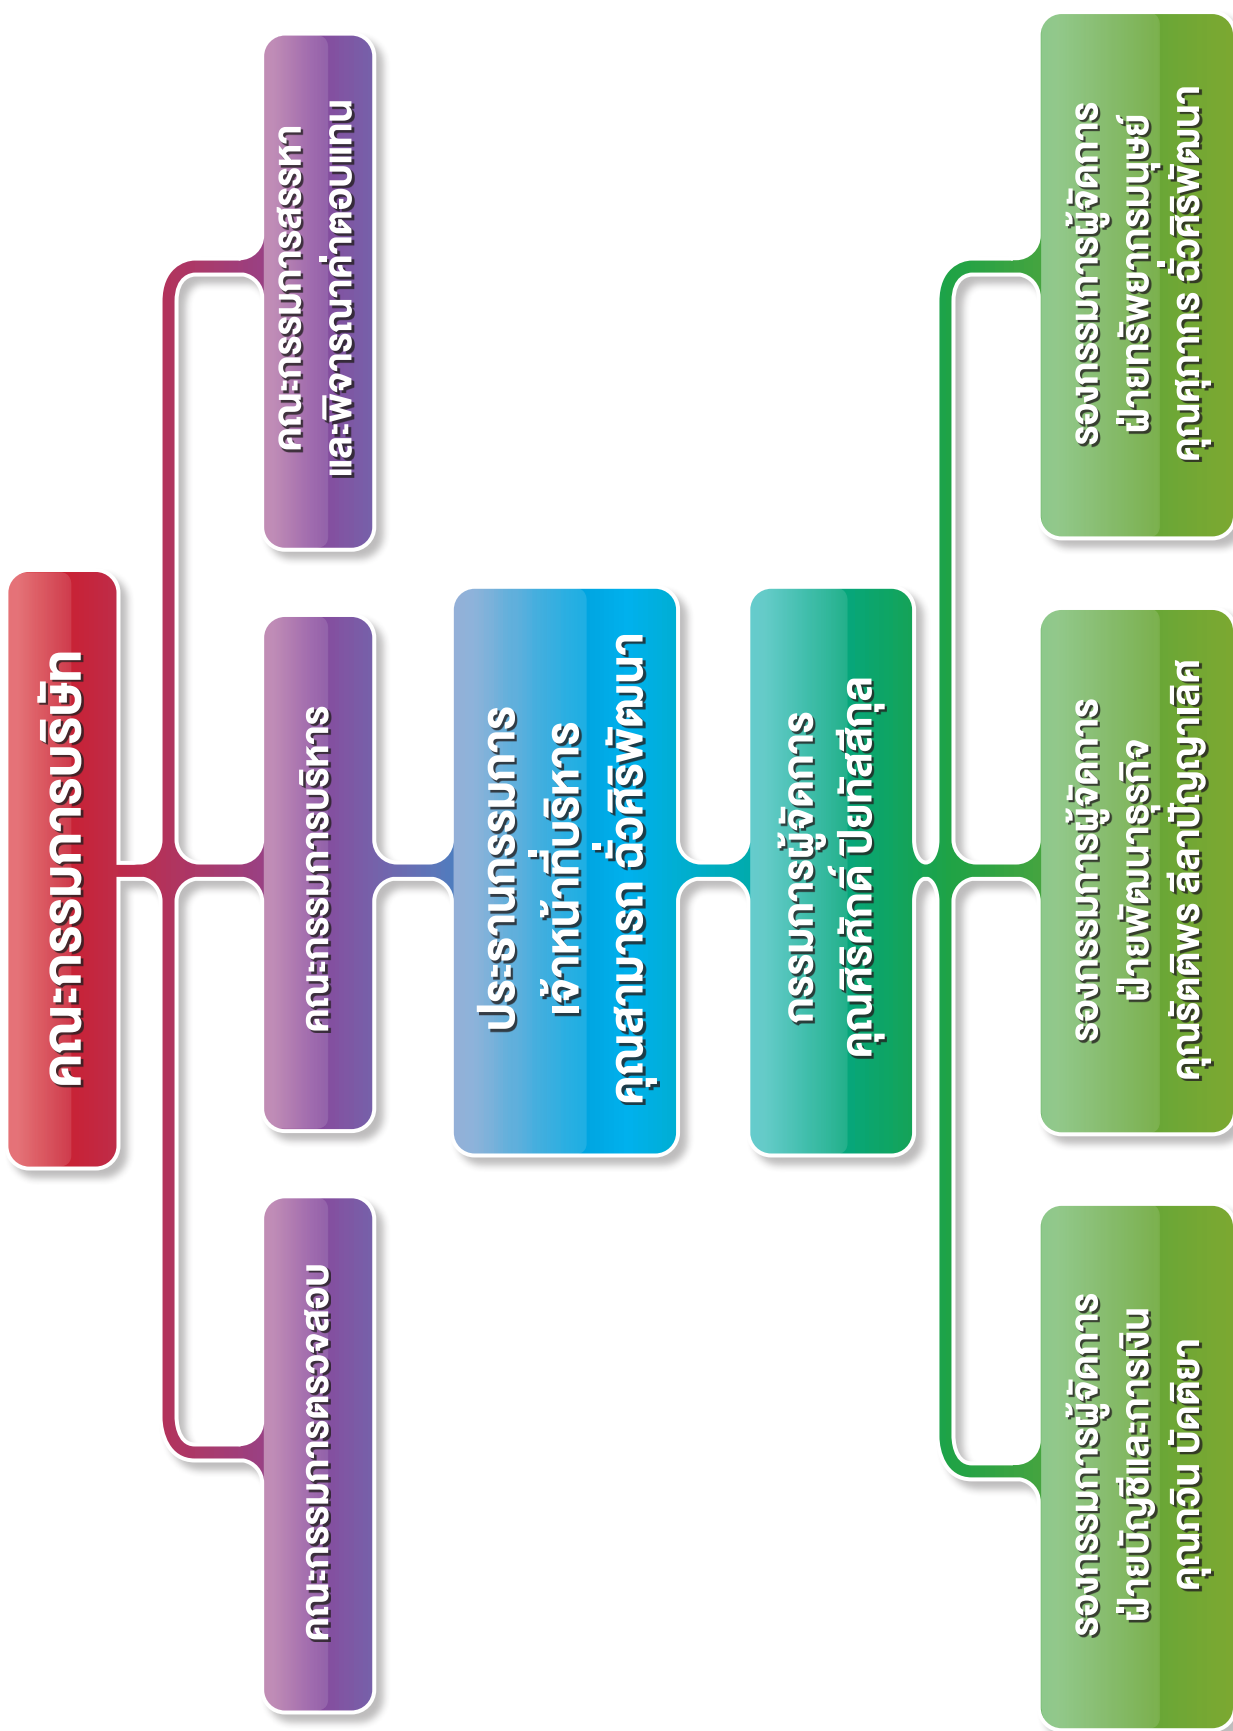 คณะกรรมการบริษัท
คณะกรรมการตรวจสอบ
คณะกรรมการบริหาร
คณะกรรมการสรรหา
และพิจารณาค่าตอบแทน
ประธานกรรมการ
เจ้าหน้าที่บริหาร
คุณสามารถ ฉั่วศิริพัฒนา
กรรมการผู้จัดการ
คุณศิริศักดิ์ ปิยทัสสีกุล
รองกรรมการผู้จัดการ
ฝ่ายบัญชีและการเงิน
คุณนาวิน บัตติยา
รองกรรมการผู้จัดการ
ฝ่ายพัฒนาธุรกิจ
คุณริตติพร ลีลาปัญญาเลิศ
รองกรรมการผู้จัดการ
ฝ่ายทรัพยากรมนุษย์
คุณศุภากร ฉั่วศิริพัฒนา